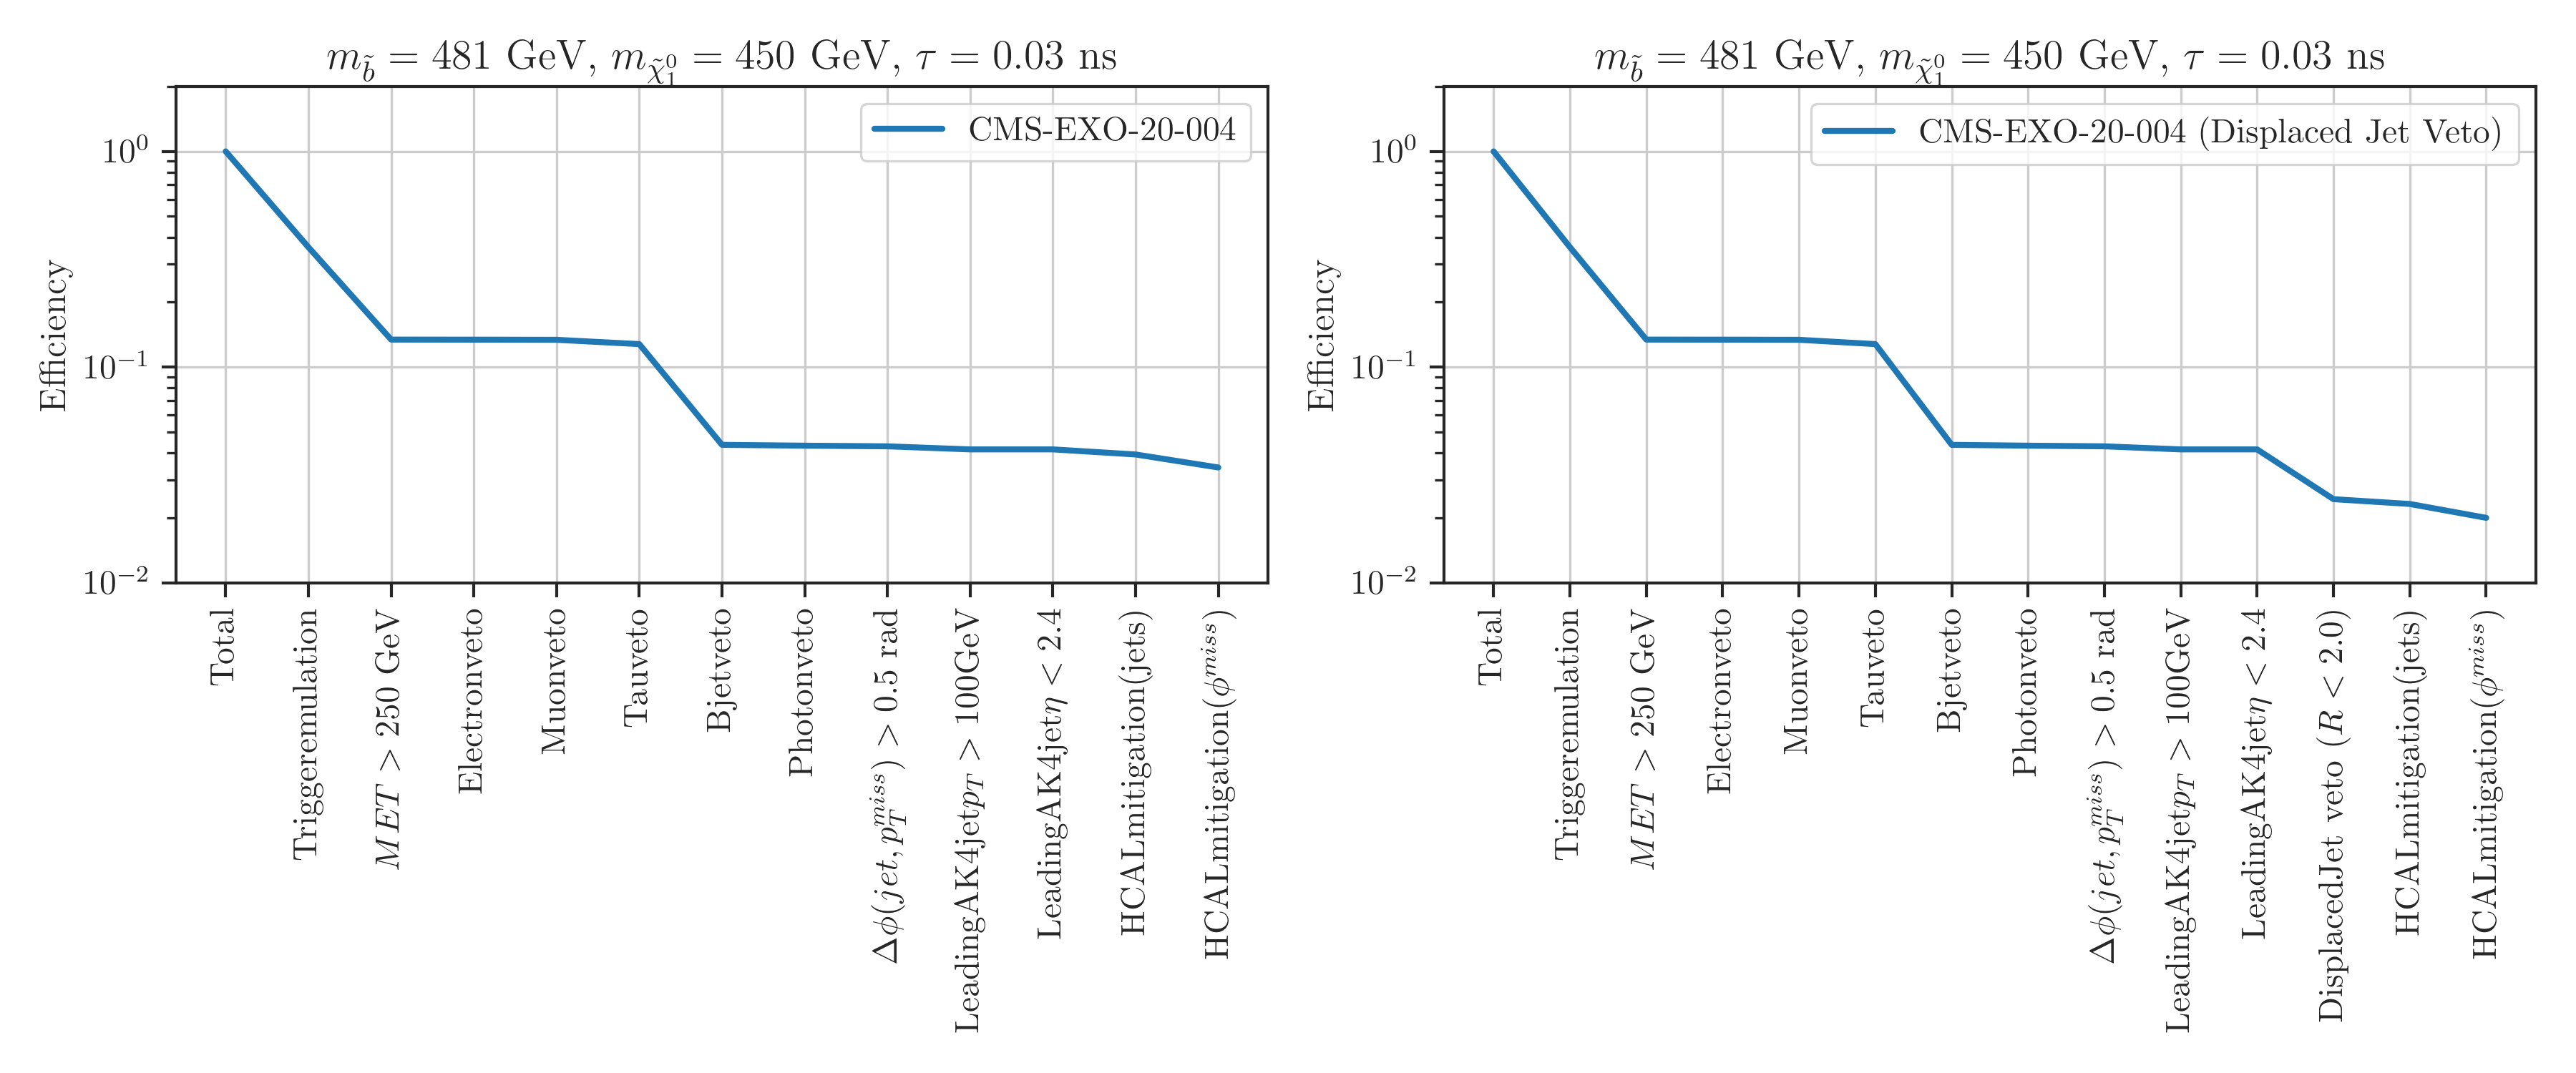 m_b̃ = 481 GeV, m_χ̃₁⁰ = 450 GeV, τ = 0.03 ns
CMS-EXO-20-004
Efficiency
10⁰
10⁻¹
10⁻²
Total
Triggeremulation
MET > 250 GeV
Electronveto
Muonveto
Tauveto
Bjetveto
Photonveto
Δϕ(jet, p_T^miss) > 0.5 rad
LeadingAK4jetp_T > 100GeV
LeadingAK4jetη < 2.4
HCALmitigation(jets)
HCALmitigation(ϕ^miss)
m_b̃ = 481 GeV, m_χ̃₁⁰ = 450 GeV, τ = 0.03 ns
CMS-EXO-20-004 (Displaced Jet Veto)
Efficiency
10⁰
10⁻¹
10⁻²
Total
Triggeremulation
MET > 250 GeV
Electronveto
Muonveto
Tauveto
Bjetveto
Photonveto
Δϕ(jet, p_T^miss) > 0.5 rad
LeadingAK4jetp_T > 100GeV
LeadingAK4jetη < 2.4
DisplacedJet veto (R < 2.0)
HCALmitigation(jets)
HCALmitigation(ϕ^miss)